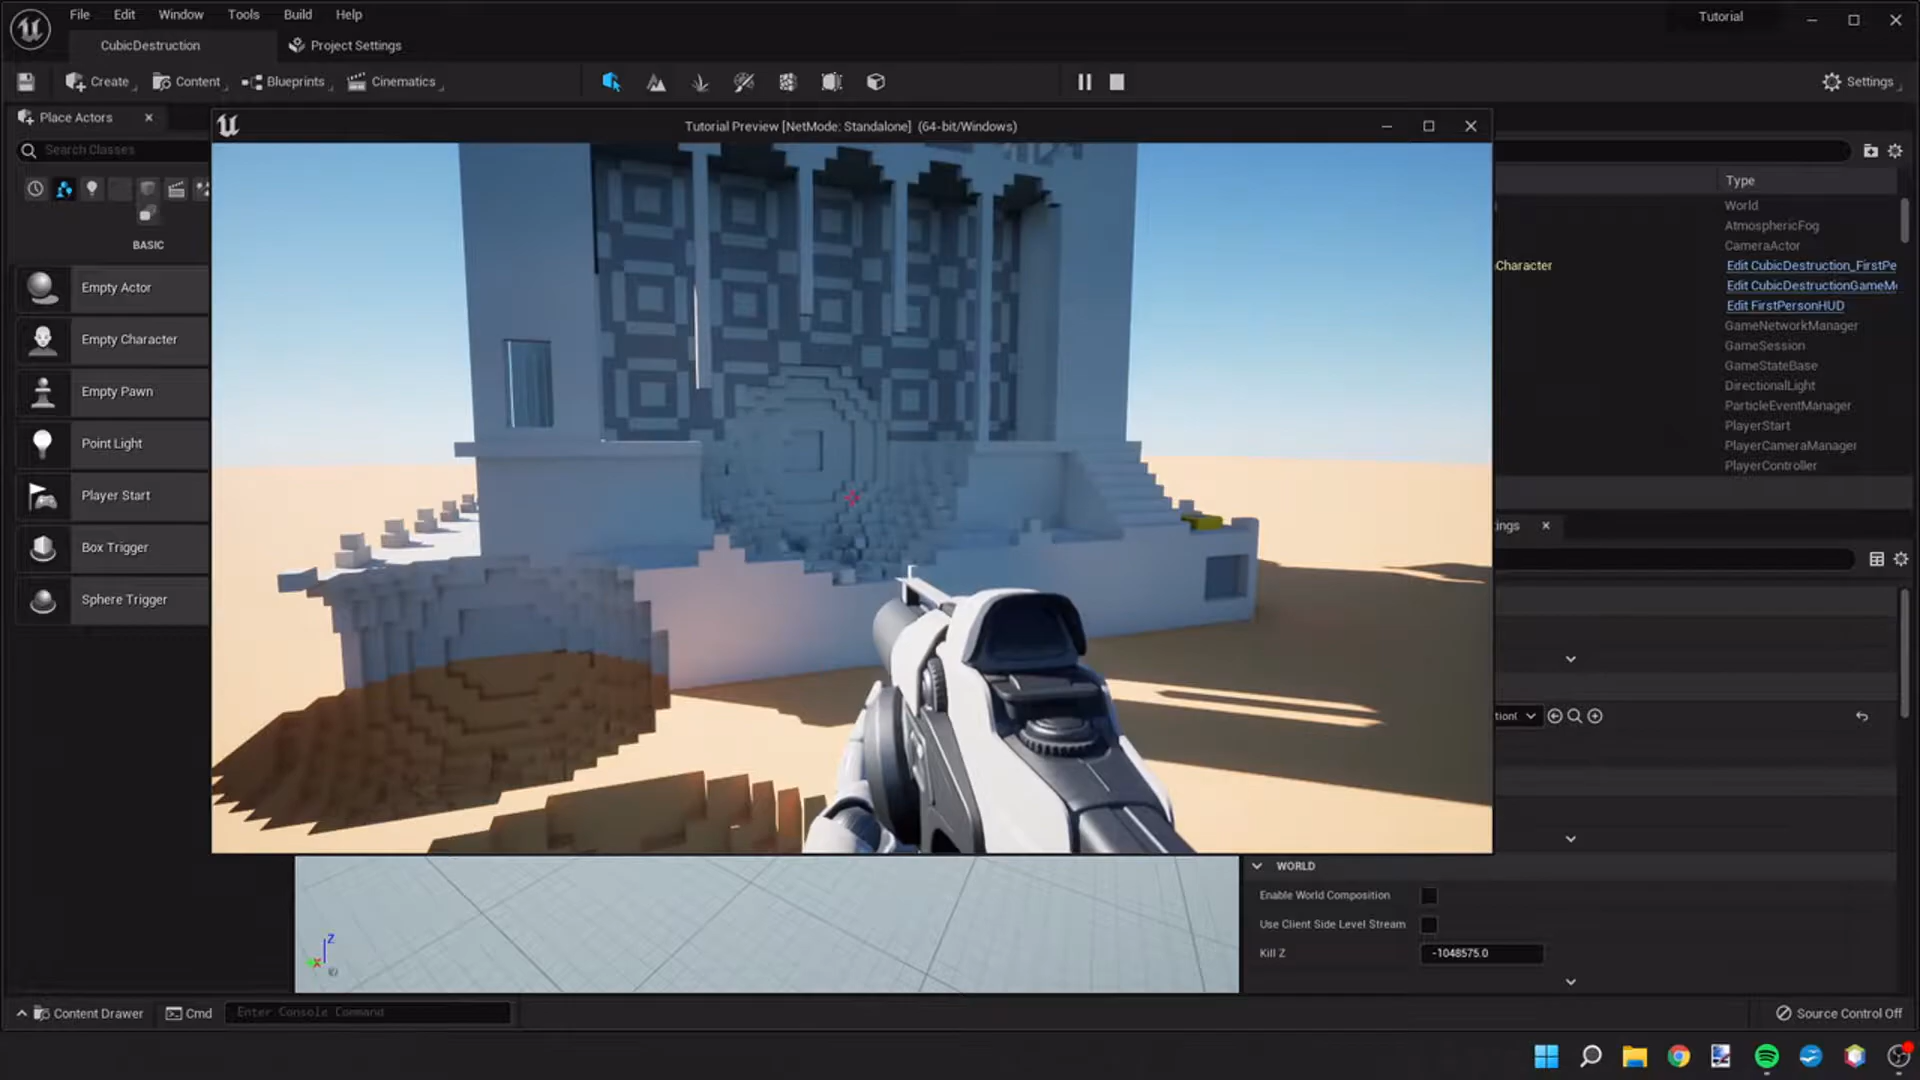 File Edit Window Tools Build Help
Tutorial
CubicDestruction
Project Settings
Create Content Blueprints Cinematics
Settings
Place Actors
Tutorial Preview [NetMode: Standalone] (64-bit/Windows)
Search Classes
Type
World
AtmosphericFog
CameraActor
BASIC
Character
Edit CubicDestruction_FirstPe
Edit CubicDestructionGameM
Edit FirstPersonHUD
GameNetworkManager
GameSession
GameStateBase
DirectionalLight
ParticleEventManager
PlayerStart
PlayerCameraManager
PlayerController
Empty Actor
Empty Character
Empty Pawn
Point Light
Player Start
Box Trigger
Sphere Trigger
ings
tion
WORLD
Enable World Composition
Use Client Side Level Stream
Kill Z
-1048575.0
Z
X
Content Drawer
Cmd
Enter Console Command
Source Control Off